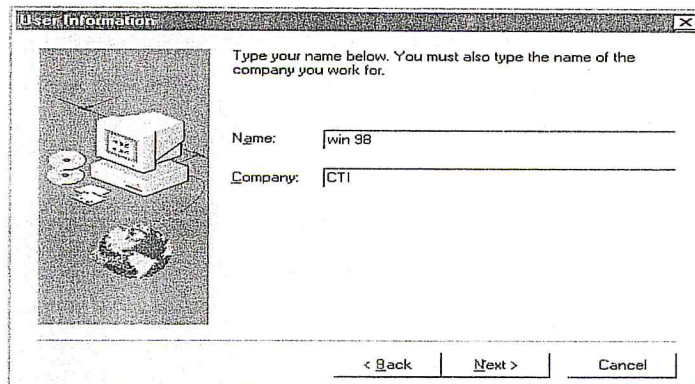 User Information
Type your name below. You must also type the name of the
company you work for.
Name: win 98
Company: CTI
< Back Next > Cancel